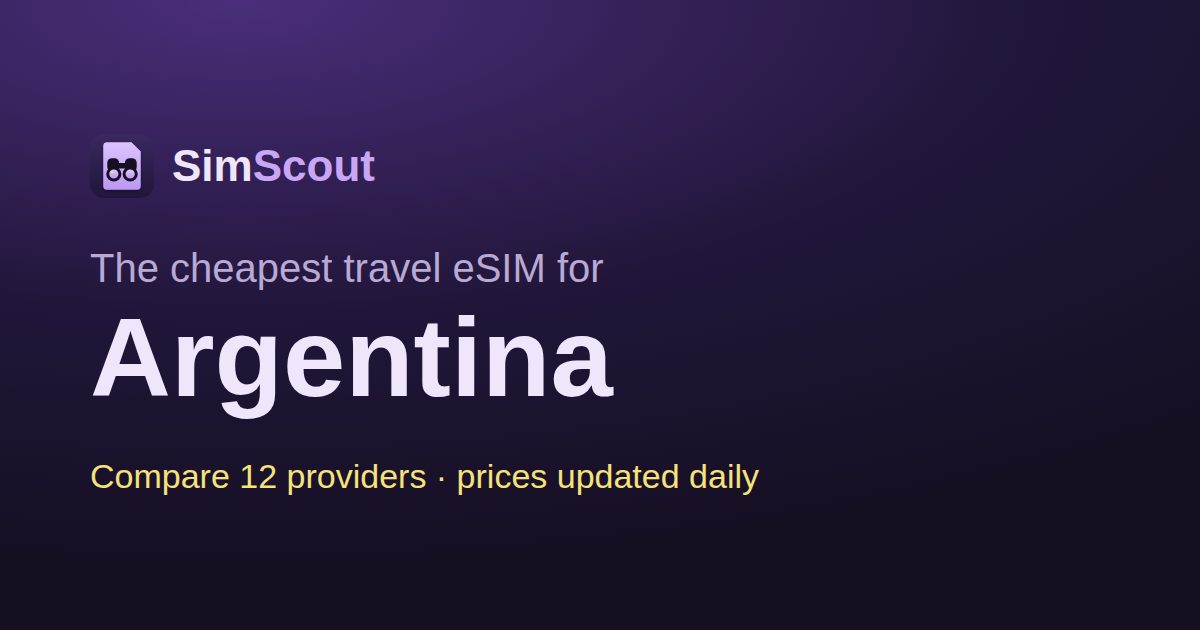 SimScout
The cheapest travel eSIM for
Argentina
Compare 12 providers · prices updated daily